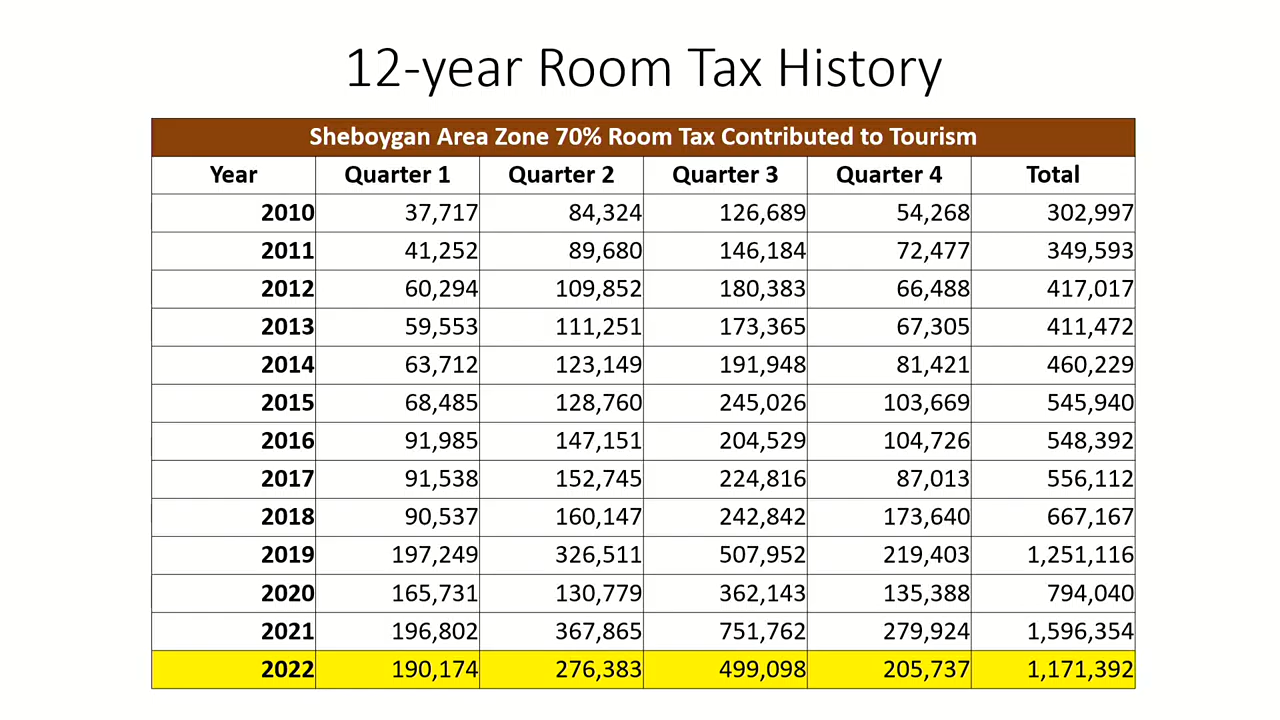 12-year Room Tax History
Sheboygan Area Zone 70% Room Tax Contributed to Tourism
Year Quarter 1 Quarter 2 Quarter 3 Quarter 4 Total
2010 37,717 84,324 126,689 54,268 302,997
2011 41,252 89,680 146,184 72,477 349,593
2012 60,294 109,852 180,383 66,488 417,017
2013 59,553 111,251 173,365 67,305 411,472
2014 63,712 123,149 191,948 81,421 460,229
2015 68,485 128,760 245,026 103,669 545,940
2016 91,985 147,151 204,529 104,726 548,392
2017 91,538 152,745 224,816 87,013 556,112
2018 90,537 160,147 242,842 173,640 667,167
2019 197,249 326,511 507,952 219,403 1,251,116
2020 165,731 130,779 362,143 135,388 794,040
2021 196,802 367,865 751,762 279,924 1,596,354
2022 190,174 276,383 499,098 205,737 1,171,392